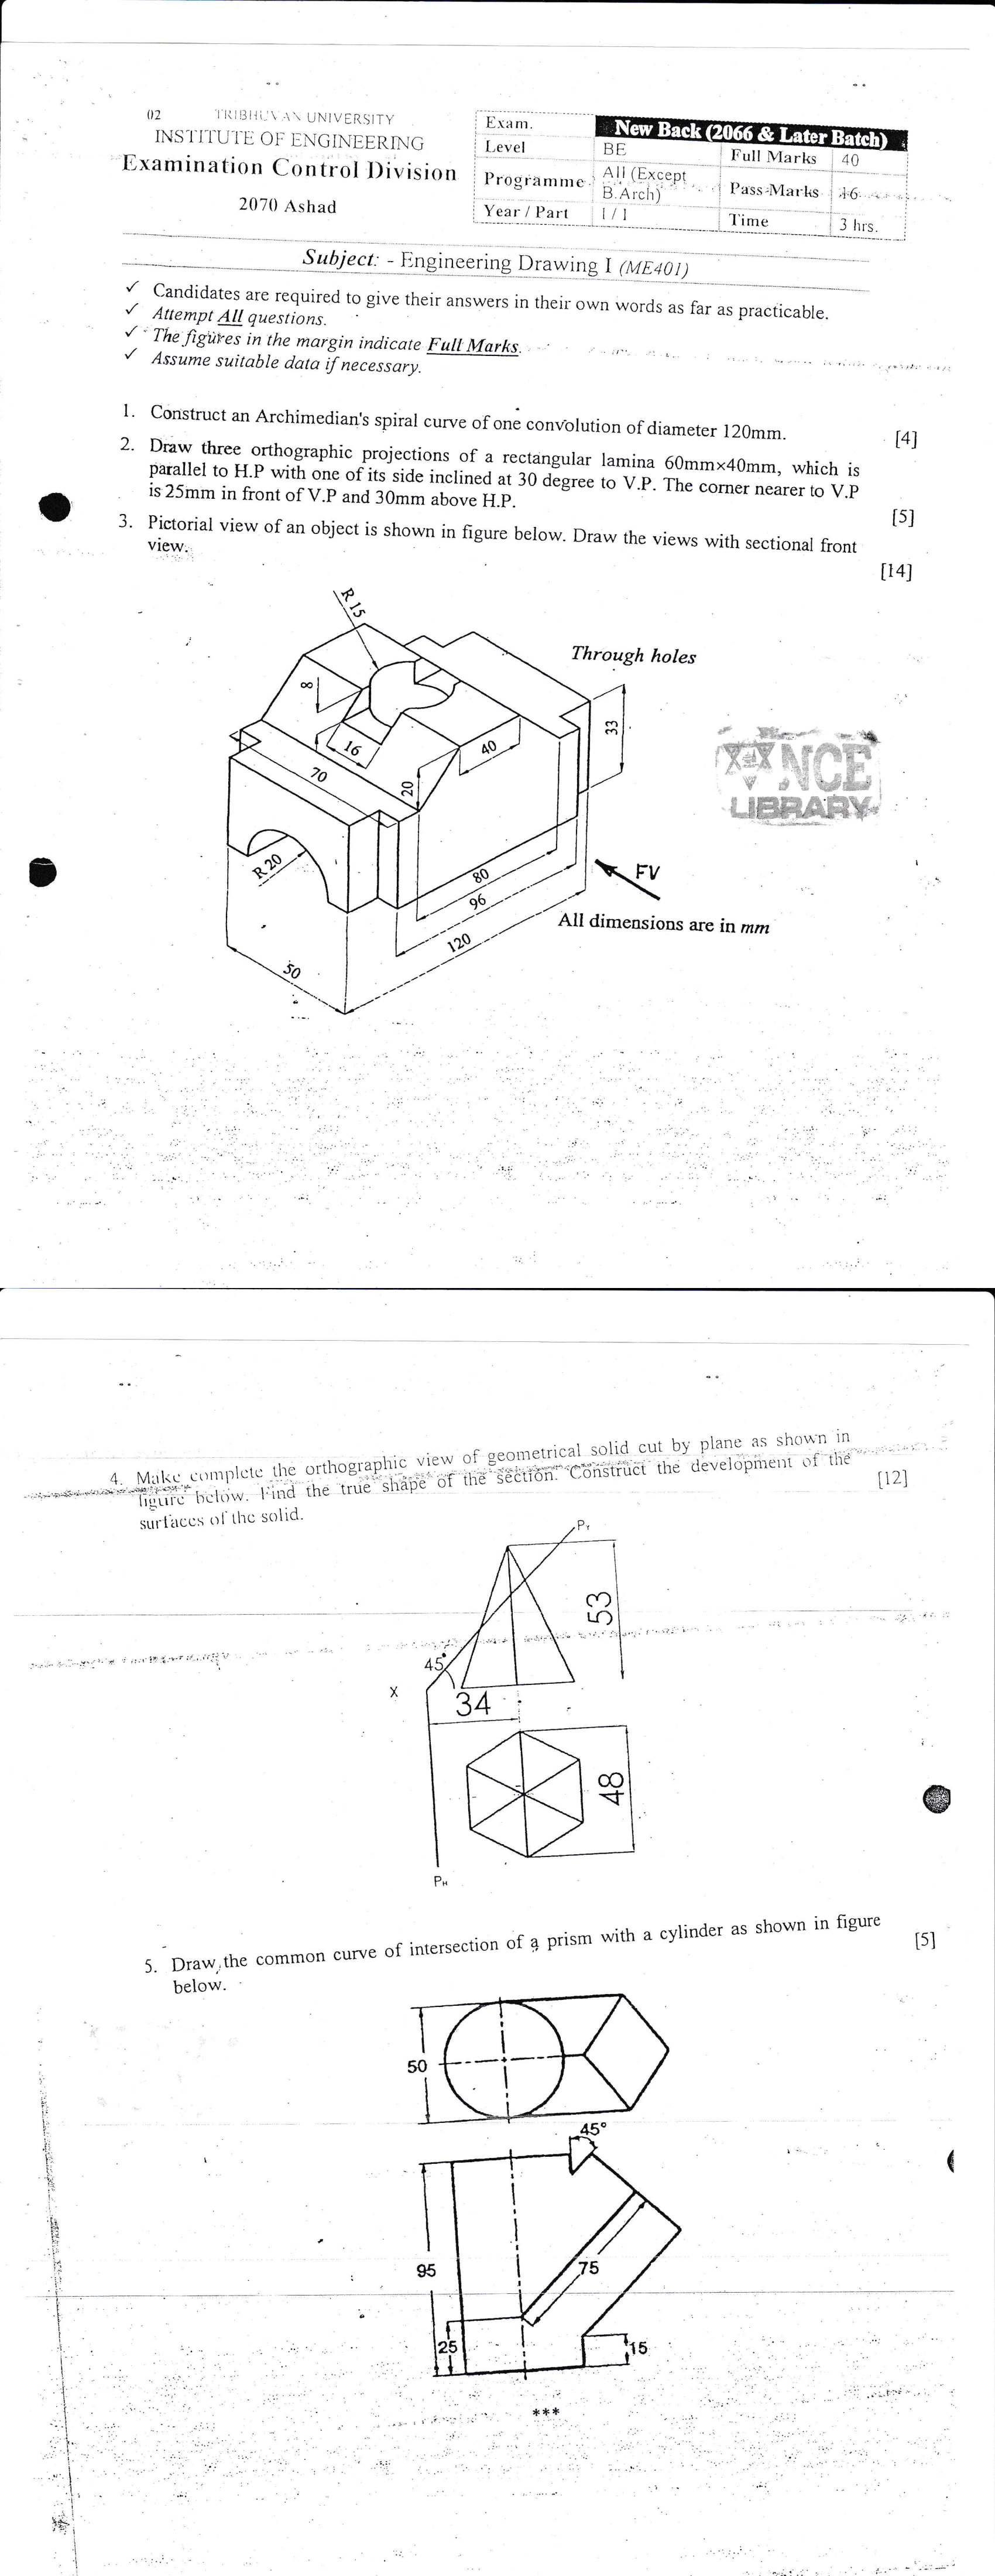 02 TRIBHUVAN UNIVERSITY
INSTITUTE OF ENGINEERING
Examination Control Division
2070 Ashad
Exam. New Back (2066 & Later Batch)
Level BE Full Marks 40
Programme All (Except B.Arch) Pass Marks 16
Year / Part I / I Time 3 hrs.
Subject: - Engineering Drawing I (ME401)
✓ Candidates are required to give their answers in their own words as far as practicable.
✓ Attempt All questions.
✓ The figures in the margin indicate Full Marks.
✓ Assume suitable data if necessary.
1. Construct an Archimedian's spiral curve of one convolution of diameter 120mm. [4]
2. Draw three orthographic projections of a rectangular lamina 60mm×40mm, which is
parallel to H.P with one of its side inclined at 30 degree to V.P. The corner nearer to V.P
is 25mm in front of V.P and 30mm above H.P. [5]
3. Pictorial view of an object is shown in figure below. Draw the views with sectional front
view. [14]
R 15
Through holes
8
33
16
40
70
20
R 20
80
FV
96
All dimensions are in mm
120
50
NCE
LIBRARY
4. Make complete the orthographic view of geometrical solid cut by plane as shown in
figure below. Find the true shape of the section. Construct the development of the
surfaces of the solid. [12]
53
45°
X
34
48
PH
5. Draw the common curve of intersection of a prism with a cylinder as shown in figure
below. [5]
50
45°
95
75
25
15
***